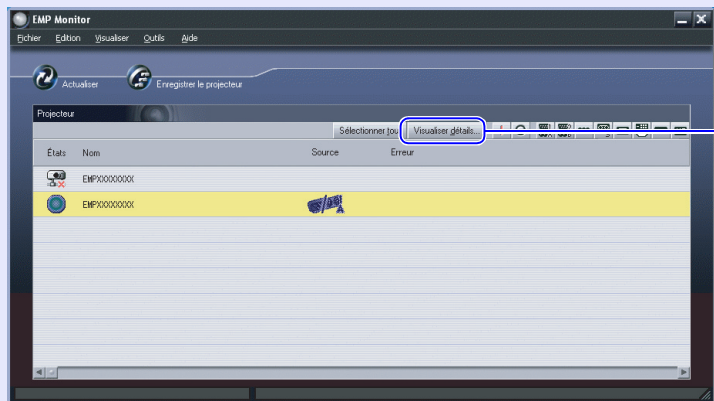 EMP Monitor
Fichier Edition Visualiser Outils Aide
Actualiser Enregistrer le projecteur
Projecteur
Sélectionner tou Visualiser détails...
États Nom Source Erreur
EMPXXXXXXXX
EMPXXXXXXXX